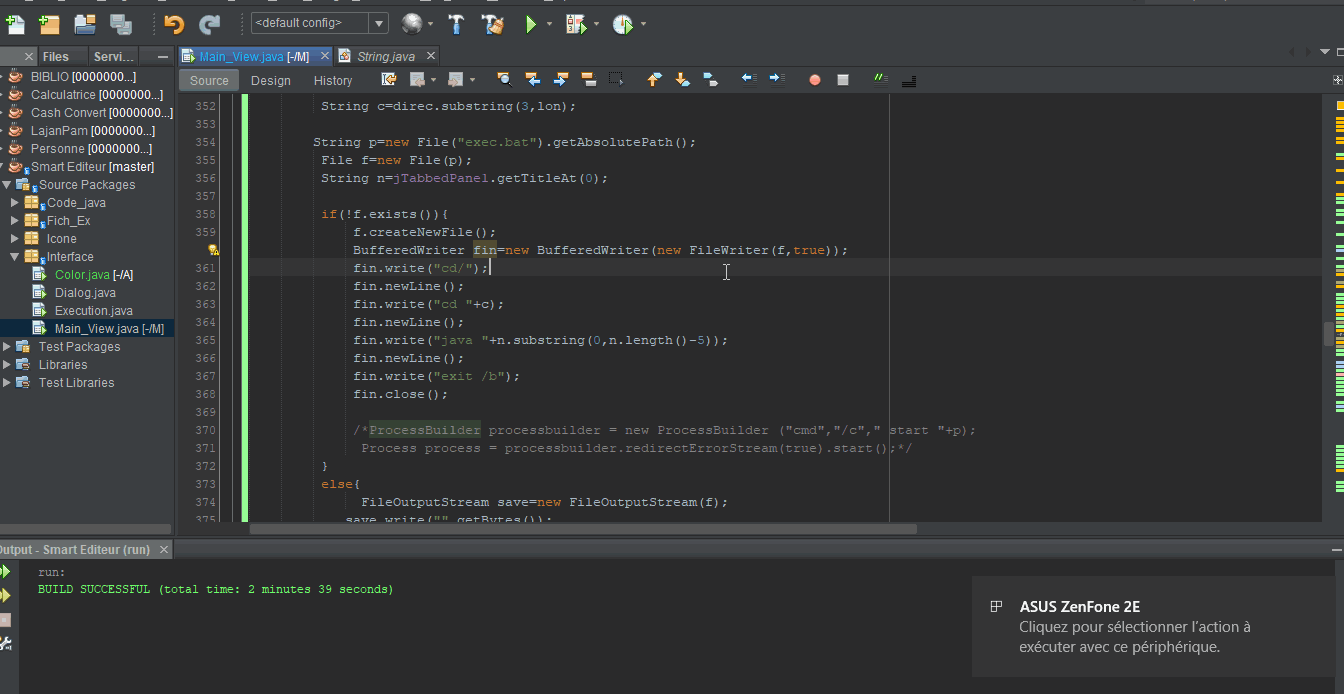 <default config>
Files
Servi...
Main_View.java [-/M]
String.java
Source
Design
History
BIBLIO [0000000...]
Calculatrice [0000000...]
Cash Convert [0000000...]
LajanPam [0000000...]
Personne [0000000...]
Smart Editeur [master]
Source Packages
Code_java
Fich_Ex
Icone
Interface
Color.java [-/A]
Dialog.java
Execution.java
Main_View.java [-/M]
Test Packages
Libraries
Test Libraries
352 String c=direc.substring(3,lon);
353
354 String p=new File("exec.bat").getAbsolutePath();
355 File f=new File(p);
356 String n=jTabbedPanel.getTitleAt(0);
357
358 if(!f.exists()){
359 f.createNewFile();
BufferedWriter fin=new BufferedWriter(new FileWriter(f,true));
361 fin.write("cd/");
362 fin.newLine();
363 fin.write("cd "+c);
364 fin.newLine();
365 fin.write("java "+n.substring(0,n.length()-5));
366 fin.newLine();
367 fin.write("exit /b");
368 fin.close();
369
370 /*ProcessBuilder processbuilder = new ProcessBuilder ("cmd","/c"," start "+p);
371 Process process = processbuilder.redirectErrorStream(true).start();*/
372 }
373 else{
374 FileOutputStream save=new FileOutputStream(f);
375 save.write("".getBytes());
Output - Smart Editeur (run)
run:
BUILD SUCCESSFUL (total time: 2 minutes 39 seconds)
ASUS ZenFone 2E
Cliquez pour sélectionner l'action à
exécuter avec ce périphérique.